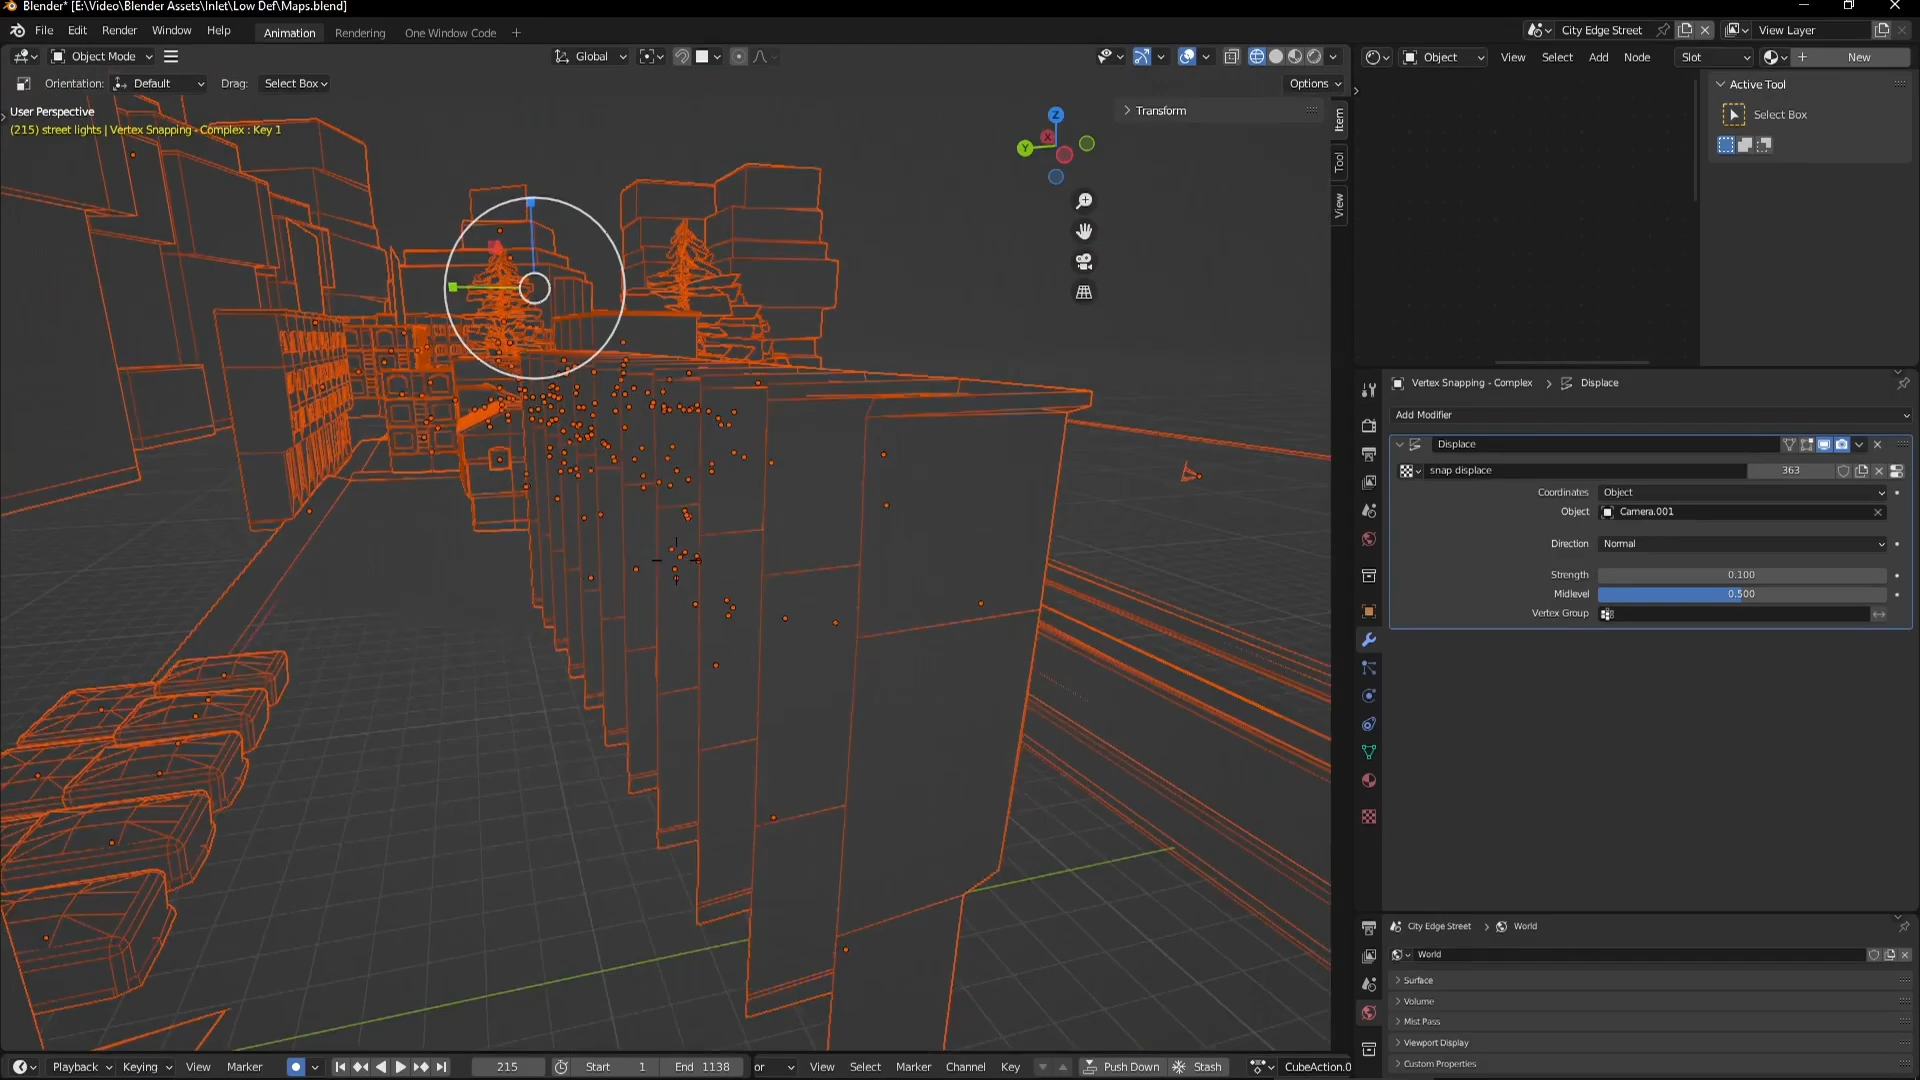 Blender* [E:\Video\Blender Assets\Inlet\Low Def\Maps.blend]
File Edit Render Window Help Animation Rendering One Window Code + City Edge Street View Layer
Object Mode Global Object View Select Add Node Slot New
Orientation: Default Drag: Select Box Options
User Perspective
(215) street lights | Vertex Snapping - Complex : Key 1
Transform
Item
Tool
View
Z
X
Y
Active Tool
Select Box
Vertex Snapping - Complex > Displace
Add Modifier
Displace
snap displace 363
Coordinates Object
Object Camera.001
Direction Normal
Strength 0.100
Midlevel 0.500
Vertex Group
City Edge Street > World
World
Surface
Volume
Mist Pass
Viewport Display
Custom Properties
Playback Keying View Marker 215 Start 1 End 1138 or View Select Marker Channel Key Push Down Stash CubeAction.0